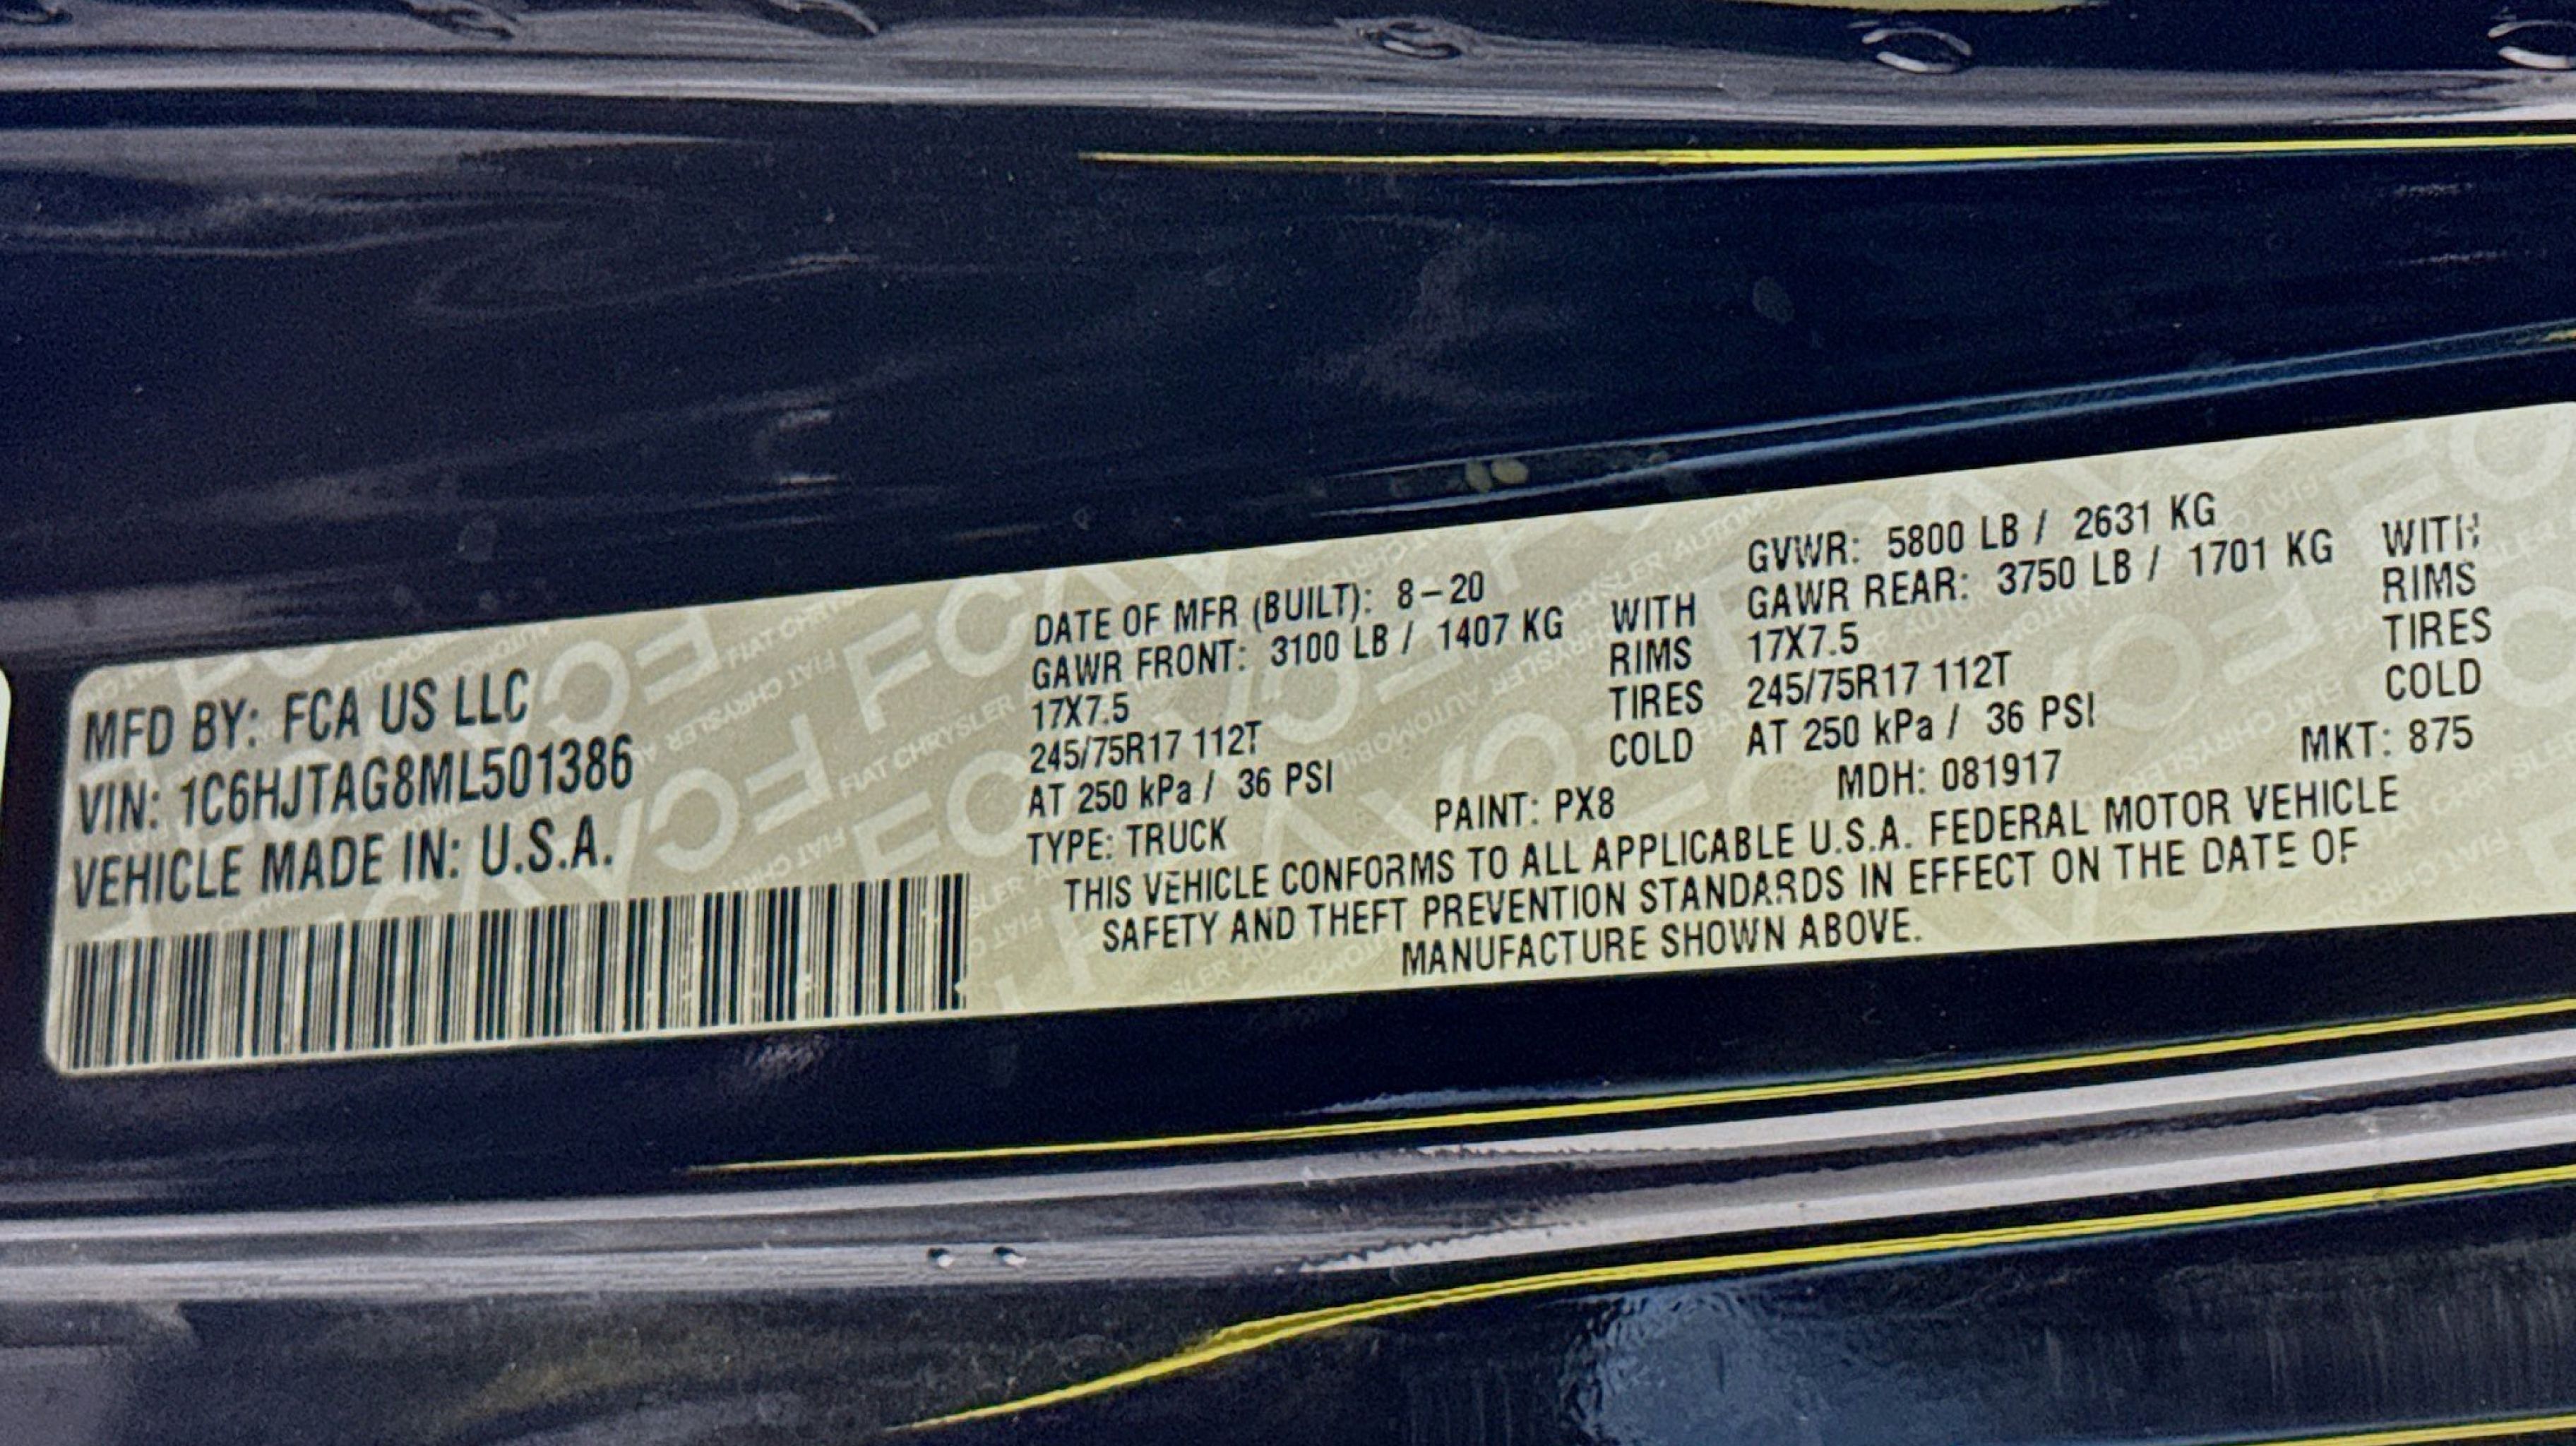 MFD BY: FCA US LLC
VIN: 1C6HJTAG8ML501386
VEHICLE MADE IN: U.S.A.
DATE OF MFR (BUILT): 8-20 GVWR: 5800 LB / 2631 KG
GAWR FRONT: 3100 LB / 1407 KG WITH GAWR REAR: 3750 LB / 1701 KG WITH
17X7.5 RIMS 17X7.5 RIMS
245/75R17 112T TIRES 245/75R17 112T TIRES
AT 250 kPa / 36 PSI COLD AT 250 kPa / 36 PSI COLD
TYPE: TRUCK PAINT: PX8 MDH: 081917 MKT: 875
THIS VEHICLE CONFORMS TO ALL APPLICABLE U.S.A. FEDERAL MOTOR VEHICLE
SAFETY AND THEFT PREVENTION STANDARDS IN EFFECT ON THE DATE OF
MANUFACTURE SHOWN ABOVE.